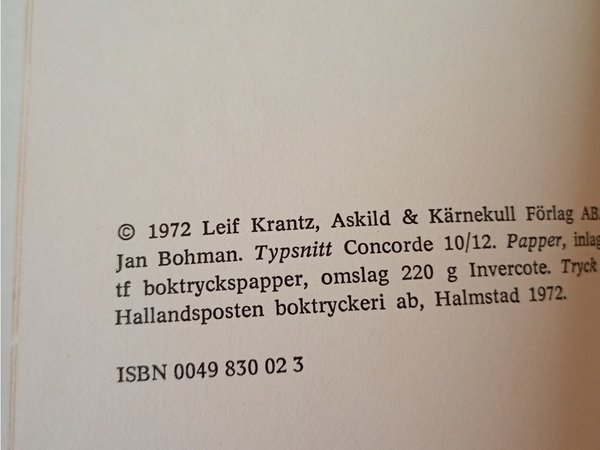 © 1972 Leif Krantz, Askild & Kärnekull Förlag AB.
Jan Bohman. Typsnitt Concorde 10/12. Papper, inlag
tf boktryckspapper, omslag 220 g Invercote. Tryck
Hallandsposten boktryckeri ab, Halmstad 1972.
ISBN 0049 830 02 3